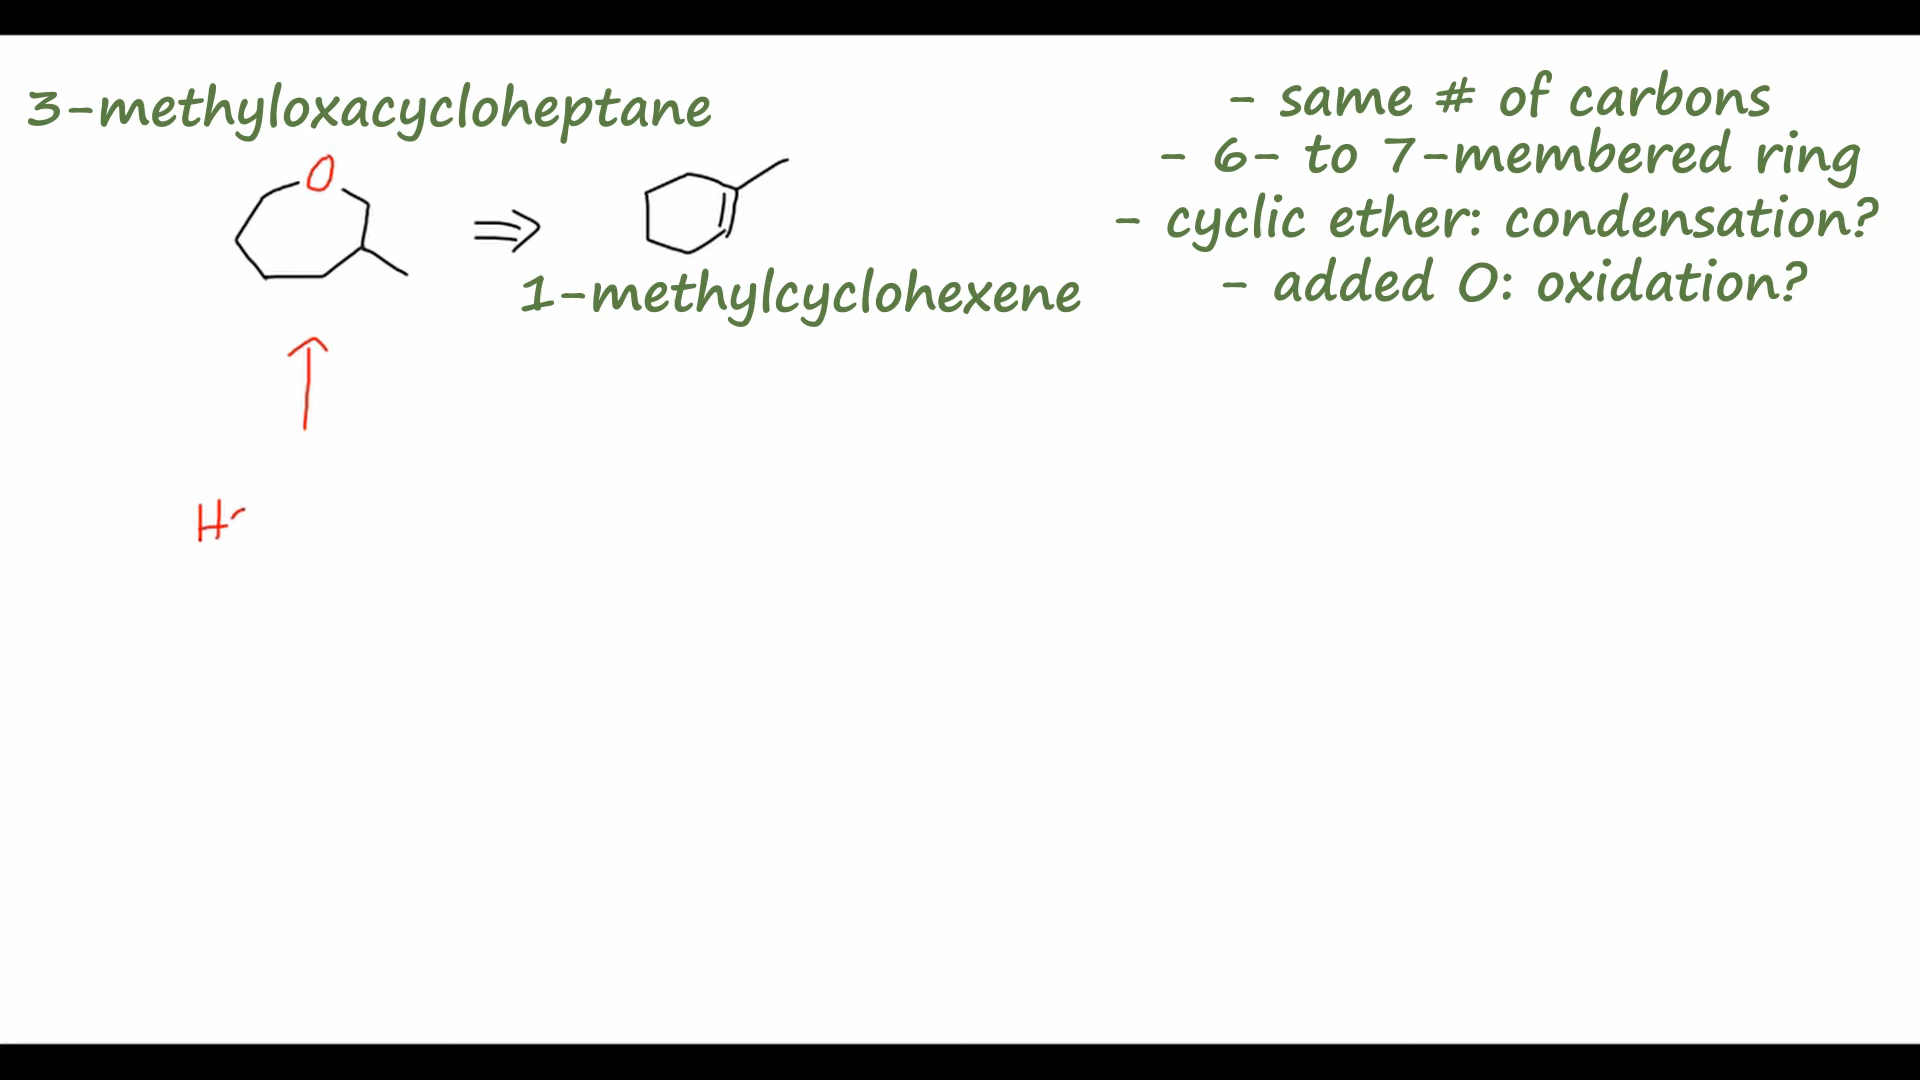 3-methyloxacycloheptane
O
1-methylcyclohexene
- same # of carbons
- 6- to 7-membered ring
- cyclic ether: condensation?
- added O: oxidation?
H